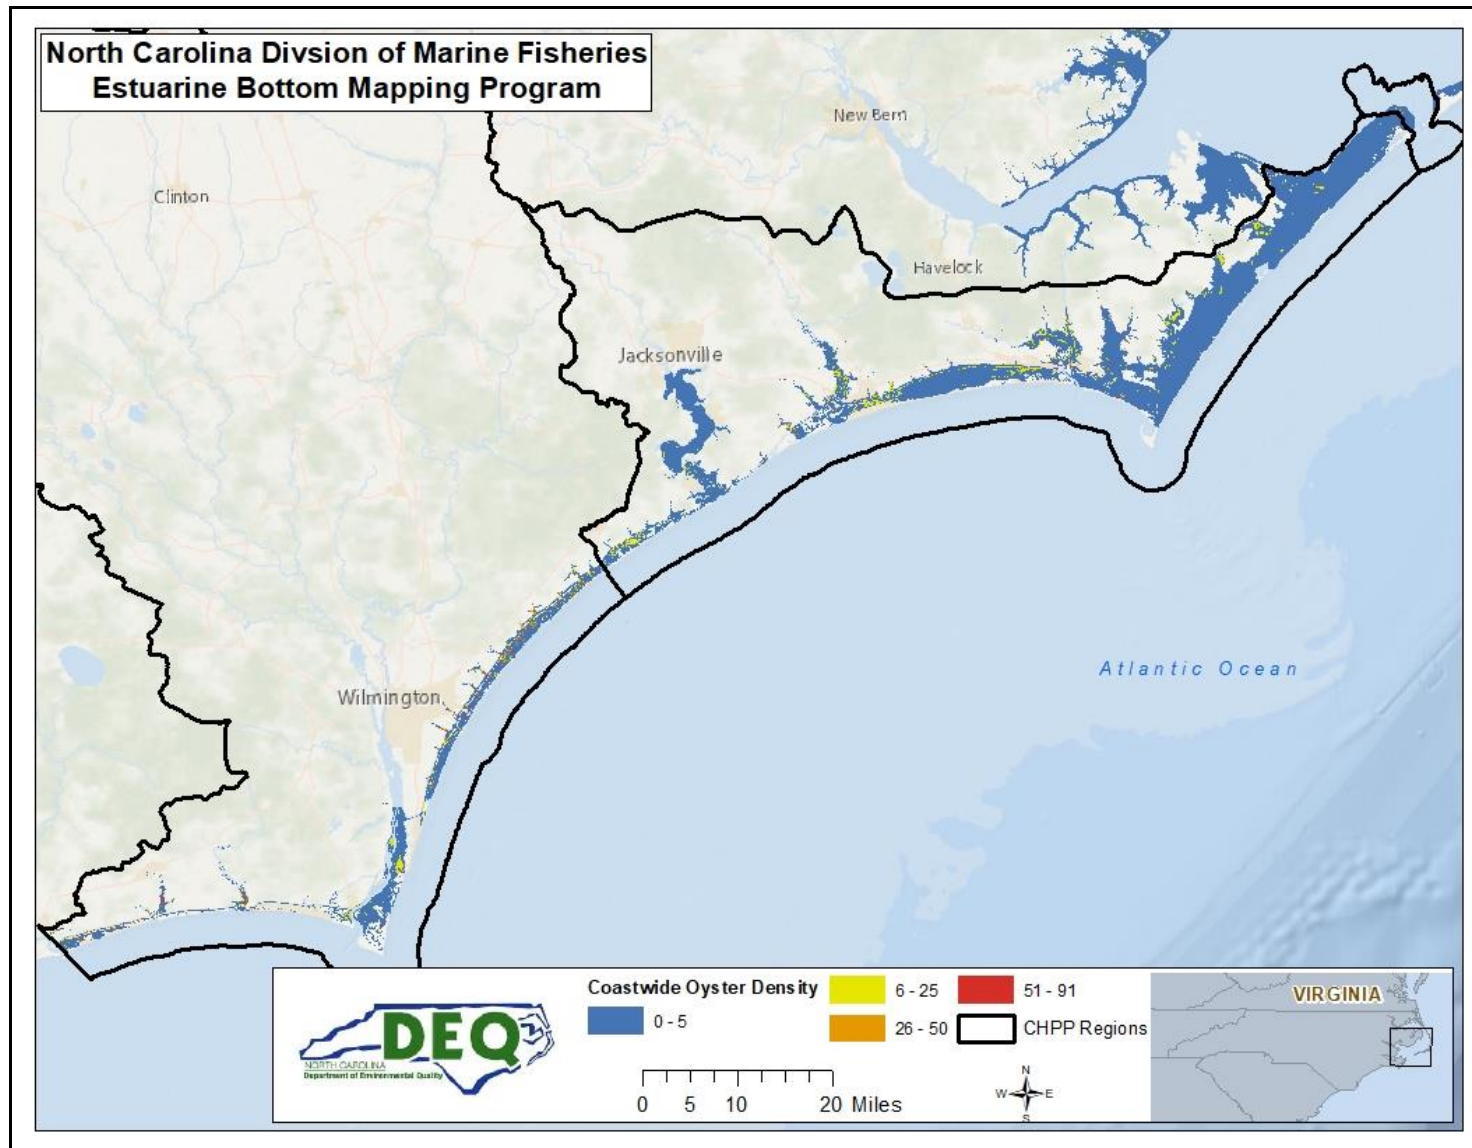 North Carolina Divsion of Marine Fisheries
Estuarine Bottom Mapping Program
New Bern
Clinton
Havelock
Jacksonville
Atlantic Ocean
Wilmington
DEQ
NORTH CAROLINA
Department of Environmental Quality
Coastwide Oyster Density
0 - 5
6 - 25
26 - 50
51 - 91
CHPP Regions
0 5 10 20 Miles
N
W E
S
VIRGINIA